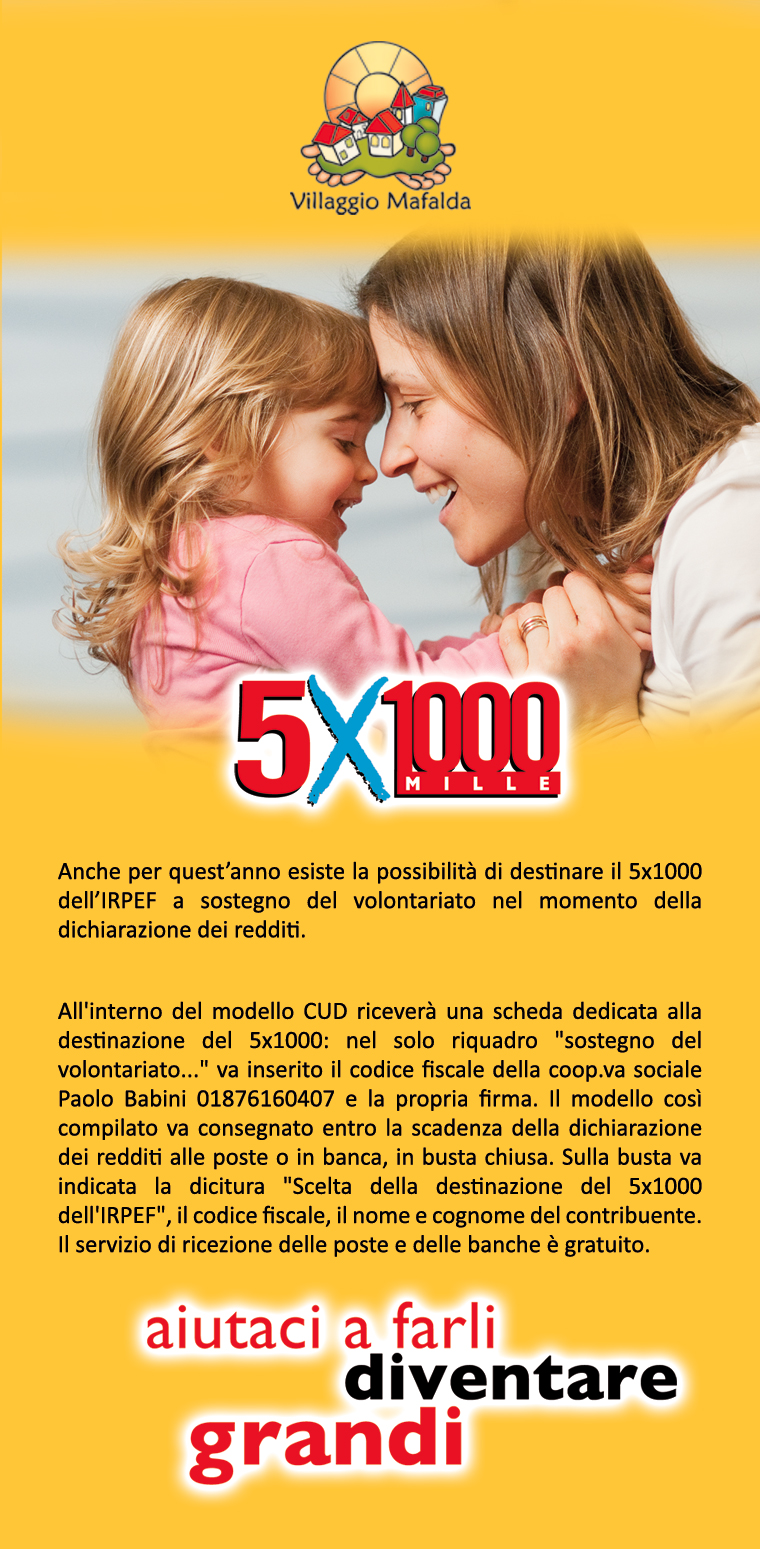 Villaggio Mafalda
5X1000
MILLE
Anche per quest’anno esiste la possibilità di destinare il 5x1000
dell’IRPEF a sostegno del volontariato nel momento della
dichiarazione dei redditi.
All'interno del modello CUD riceverà una scheda dedicata alla
destinazione del 5x1000: nel solo riquadro "sostegno del
volontariato..." va inserito il codice fiscale della coop.va sociale
Paolo Babini 01876160407 e la propria firma. Il modello così
compilato va consegnato entro la scadenza della dichiarazione
dei redditi alle poste o in banca, in busta chiusa. Sulla busta va
indicata la dicitura "Scelta della destinazione del 5x1000
dell'IRPEF", il codice fiscale, il nome e cognome del contribuente.
Il servizio di ricezione delle poste e delle banche è gratuito.
aiutaci a farli
diventare
grandi